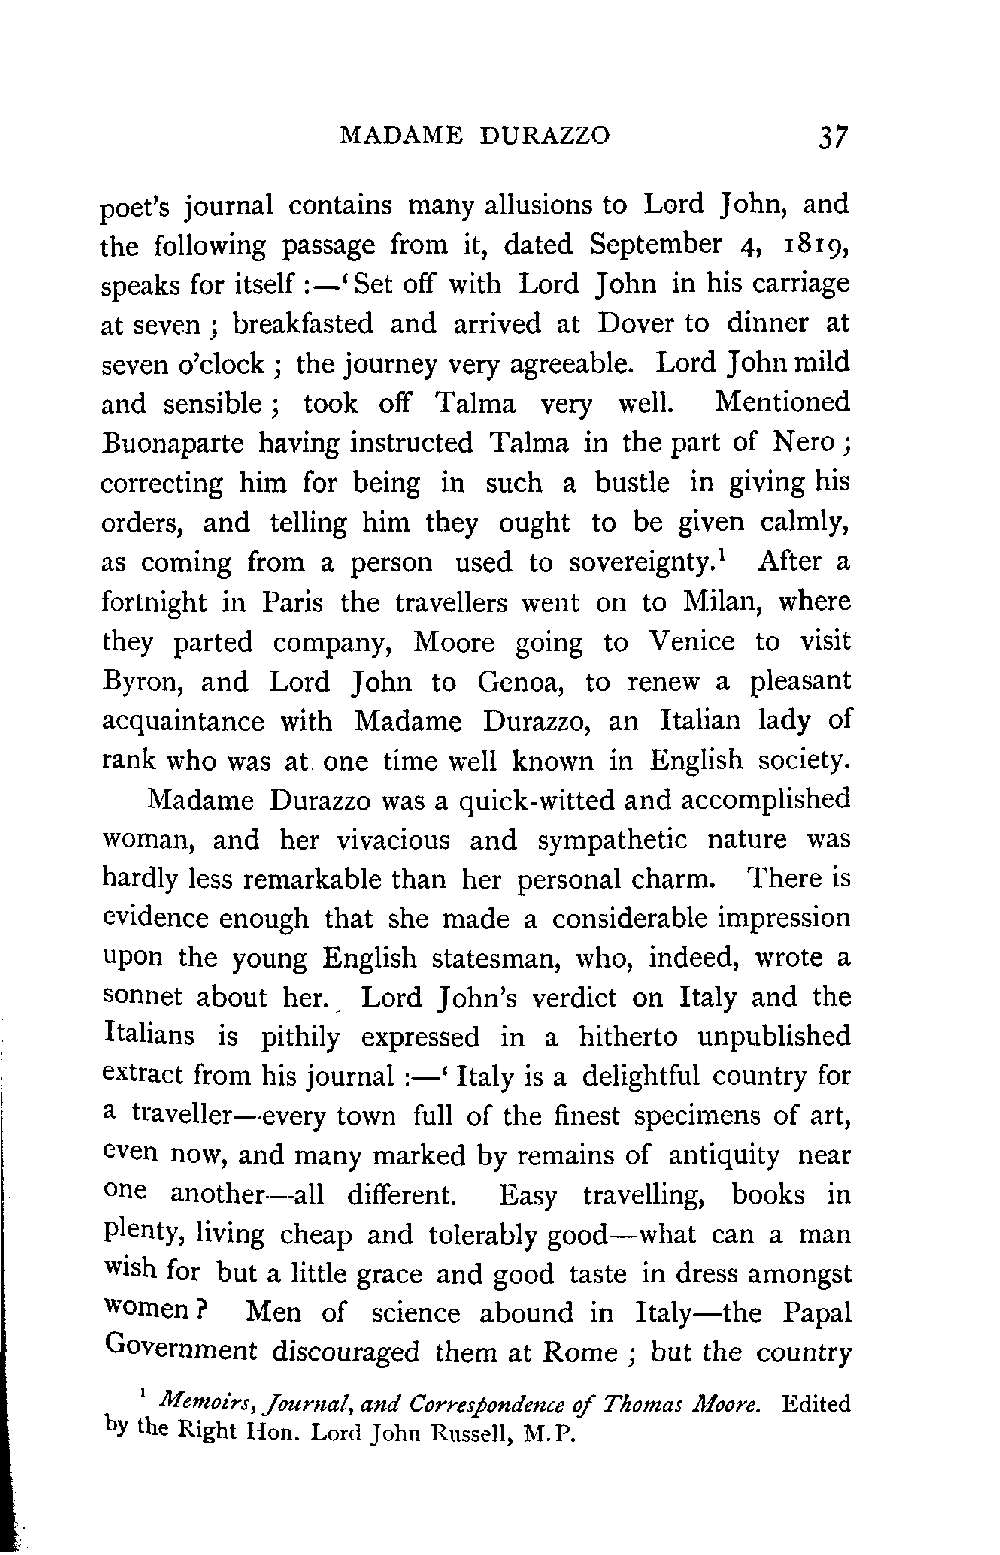 MADAME DURAZZO 37
poet's journal contains many allusions to Lord John, and
the following passage from it, dated September 4, 1819,
speaks for itself :—‘ Set off with Lord John in his carriage
at seven ; breakfasted and arrived at Dover to dinner at
seven o’clock ; the journey very agreeable. Lord John mild
and sensible ; took off Talma very well. Mentioned
Buonaparte having instructed Talma in the part of Nero ;
correcting him for being in such a bustle in giving his
orders, and telling him they ought to be given calmly,
as coming from a person used to sovereignty.¹ After a
fortnight in Paris the travellers went on to Milan, where
they parted company, Moore going to Venice to visit
Byron, and Lord John to Genoa, to renew a pleasant
acquaintance with Madame Durazzo, an Italian lady of
rank who was at one time well known in English society.
Madame Durazzo was a quick-witted and accomplished
woman, and her vivacious and sympathetic nature was
hardly less remarkable than her personal charm. There is
evidence enough that she made a considerable impression
upon the young English statesman, who, indeed, wrote a
sonnet about her. Lord John’s verdict on Italy and the
Italians is pithily expressed in a hitherto unpublished
extract from his journal :—‘ Italy is a delightful country for
a traveller—every town full of the finest specimens of art,
even now, and many marked by remains of antiquity near
one another—all different. Easy travelling, books in
plenty, living cheap and tolerably good—what can a man
wish for but a little grace and good taste in dress amongst
women ? Men of science abound in Italy—the Papal
Government discouraged them at Rome ; but the country
¹ Memoirs, Journal, and Correspondence of Thomas Moore. Edited
by the Right Hon. Lord John Russell, M.P.